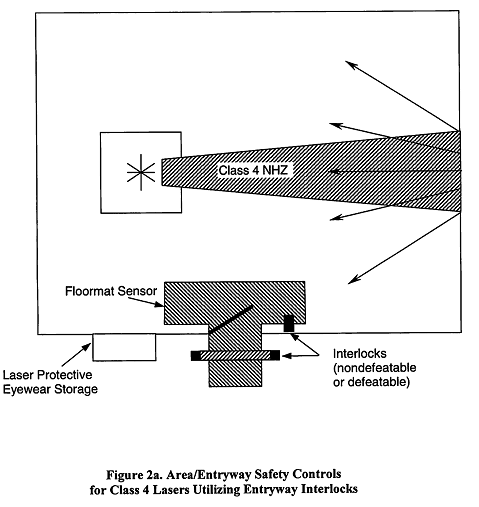 Class 4 NHZ
Floormat Sensor
Laser Protective
Eyewear Storage
Interlocks
(nondefeatable
or defeatable)
Figure 2a. Area/Entryway Safety Controls
for Class 4 Lasers Utilizing Entryway Interlocks